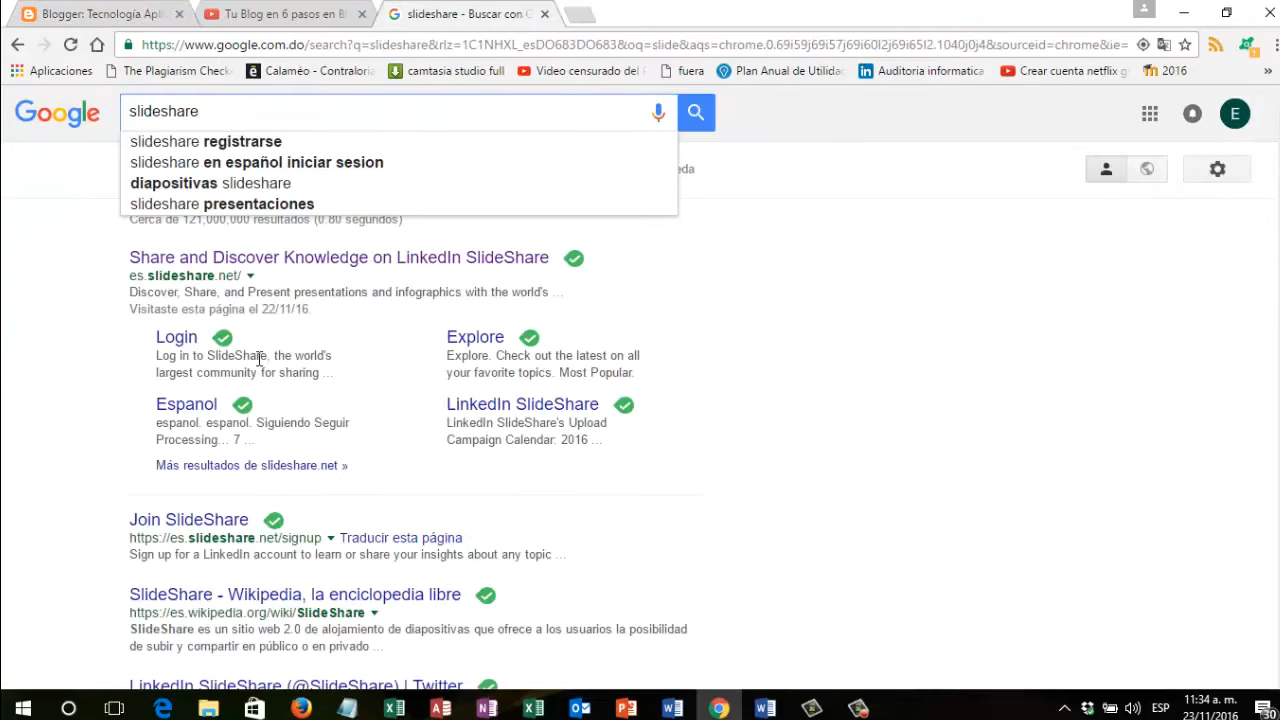 Blogger: Tecnología Apli
Tu Blog en 6 pasos en Bl
slideshare - Buscar con G
https://www.google.com.do/search?q=slideshare&rlz=1C1NHXL_esDO683DO683&oq=slide&aqs=chrome.0.69i59j69i57j69i60l2j69i65l2.1040j0j4&sourceid=chrome&ie=
Aplicaciones
The Plagiarism Check
Calaméo - Contraloria
camtasia studio full
Video censurado del
fuera
Plan Anual de Utilidad
Auditoria informatica
Crear cuenta netflix g
2016
»
Google
slideshare
E
slideshare registrarse
slideshare en español iniciar sesion
diapositivas slideshare
slideshare presentaciones
eda
Cerca de 121,000,000 resultados (0.80 segundos)
Share and Discover Knowledge on LinkedIn SlideShare
es.slideshare.net/
Discover, Share, and Present presentations and infographics with the world's ...
Visitaste esta página el 22/11/16.
Login
Log in to SlideShare, the world's
largest community for sharing ...
Explore
Explore. Check out the latest on all
your favorite topics. Most Popular.
Espanol
espanol. espanol. Siguiendo Seguir
Processing... 7 ...
LinkedIn SlideShare
LinkedIn SlideShare's Upload
Campaign Calendar: 2016 ...
Más resultados de slideshare.net »
Join SlideShare
https://es.slideshare.net/signup
Traducir esta página
Sign up for a LinkedIn account to learn or share your insights about any topic ...
SlideShare - Wikipedia, la enciclopedia libre
https://es.wikipedia.org/wiki/SlideShare
SlideShare es un sitio web 2.0 de alojamiento de diapositivas que ofrece a los usuarios la posibilidad
de subir y compartir en público o en privado ...
LinkedIn SlideShare (@SlideShare) | Twitter
ESP
11:34 a. m.
23/11/2016
30